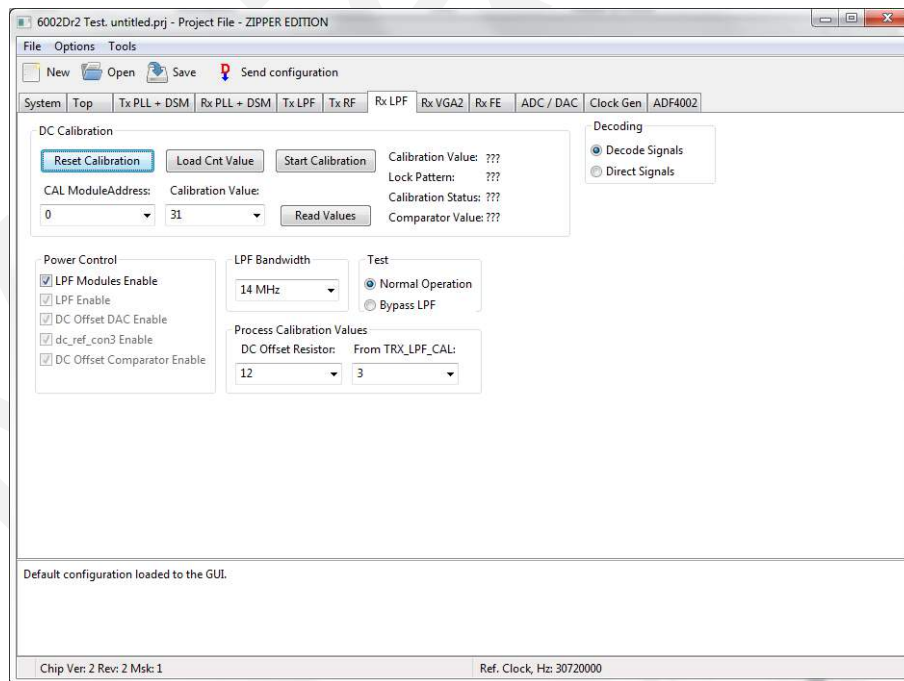 6002Dr2 Test. untitled.prj - Project File - ZIPPER EDITION
File Options Tools
New Open Save Send configuration
System Top Tx PLL + DSM Rx PLL + DSM Tx LPF Tx RF Rx LPF Rx VGA2 Rx FE ADC / DAC Clock Gen ADF4002
DC Calibration
Reset Calibration Load Cnt Value Start Calibration
CAL ModuleAddress: Calibration Value:
0 31 Read Values
Calibration Value: ???
Lock Pattern: ???
Calibration Status: ???
Comparator Value: ???
Decoding
Decode Signals
Direct Signals
Power Control
LPF Modules Enable
LPF Enable
DC Offset DAC Enable
dc_ref_con3 Enable
DC Offset Comparator Enable
LPF Bandwidth
14 MHz
Test
Normal Operation
Bypass LPF
Process Calibration Values
DC Offset Resistor: From TRX_LPF_CAL:
12 3
Default configuration loaded to the GUI.
Chip Ver: 2 Rev: 2 Msk: 1 Ref. Clock, Hz: 30720000